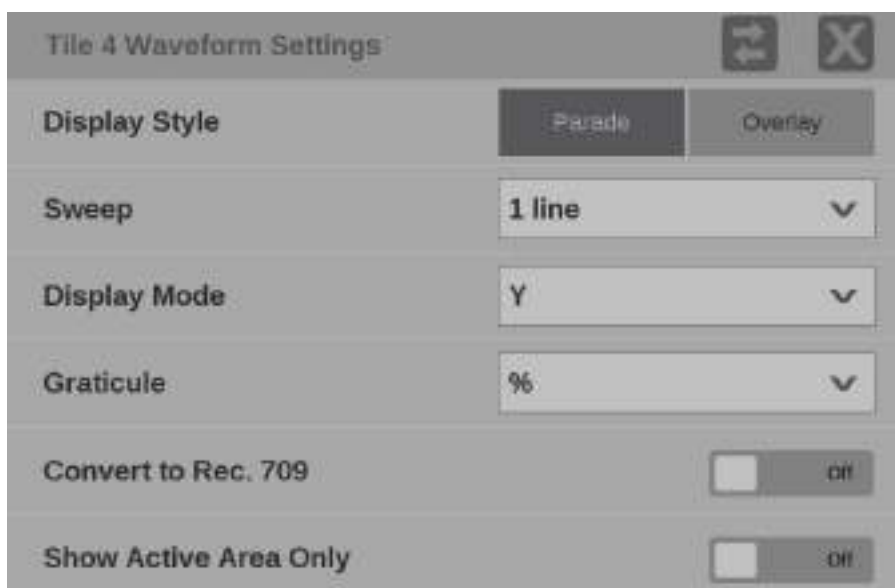 Tile 4 Waveform Settings
Display Style Parade Overlay
Sweep 1 line
Display Mode Y
Graticule %
Convert to Rec. 709 Off
Show Active Area Only Off